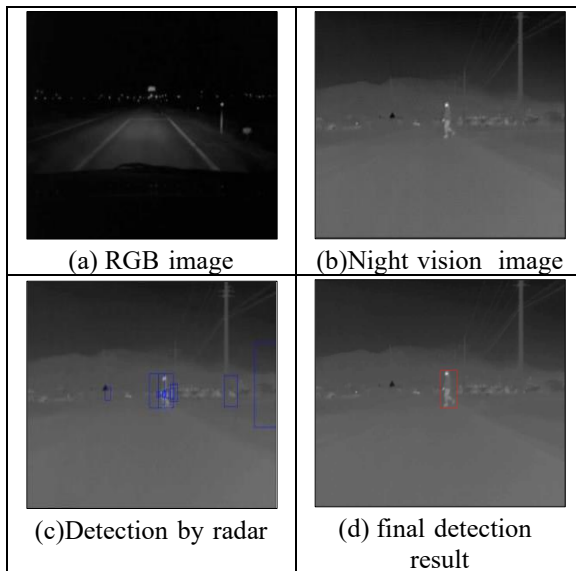 (a) RGB image
(b)Night vision  image
(c)Detection by radar
(d) final detection
result